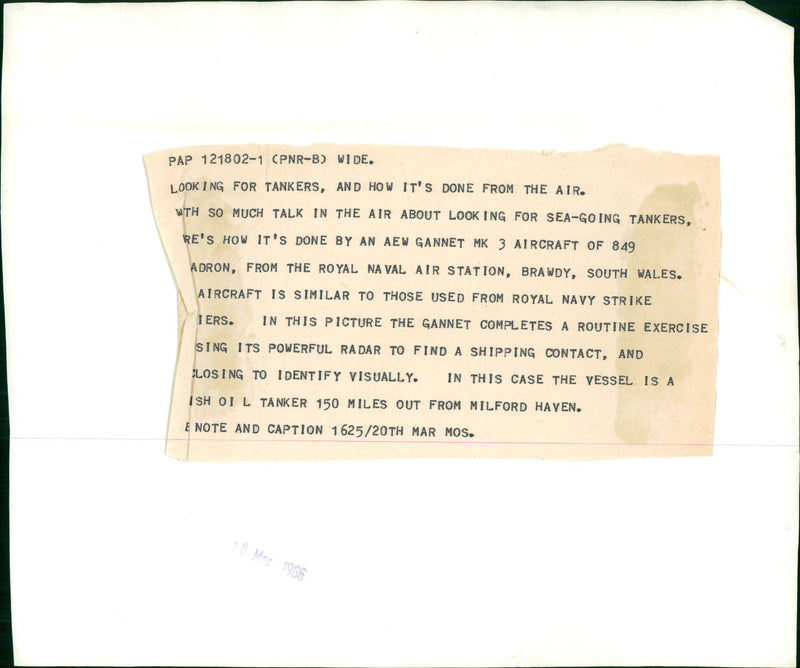 PAP 121802-1 (PNR-B) WIDE.
LOOKING FOR TANKERS, AND HOW IT'S DONE FROM THE AIR.
WTH SO MUCH TALK IN THE AIR ABOUT LOOKING FOR SEA-GOING TANKERS,
RE'S HOW IT'S DONE BY AN AEW GANNET MK 3 AIRCRAFT OF 849
ADRON, FROM THE ROYAL NAVAL AIR STATION, BRAWDY, SOUTH WALES.
AIRCRAFT IS SIMILAR TO THOSE USED FROM ROYAL NAVY STRIKE
IERS. IN THIS PICTURE THE GANNET COMPLETES A ROUTINE EXERCISE
SING ITS POWERFUL RADAR TO FIND A SHIPPING CONTACT, AND
CLOSING TO IDENTIFY VISUALLY. IN THIS CASE THE VESSEL IS A
ISH OI L TANKER 150 MILES OUT FROM MILFORD HAVEN.
E NOTE AND CAPTION 1625/20TH MAR MOS.
18 Mar 1966